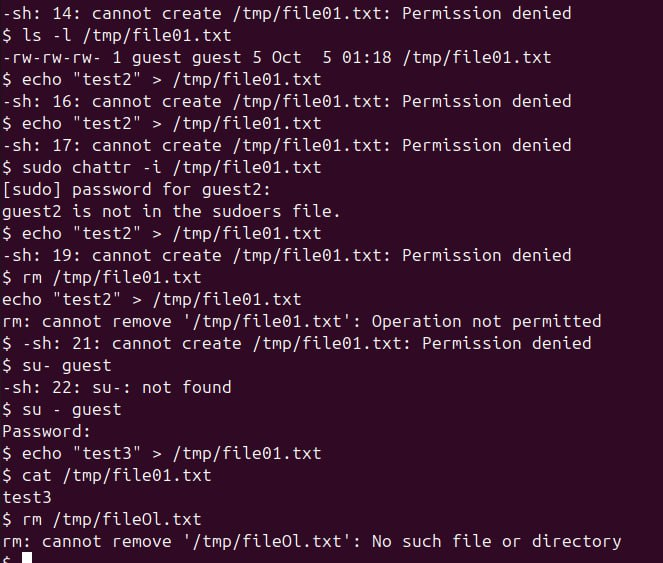 -sh: 14: cannot create /tmp/file01.txt: Permission denied
$ ls -l /tmp/file01.txt
-rw-rw-rw- 1 guest guest 5 Oct  5 01:18 /tmp/file01.txt
$ echo "test2" > /tmp/file01.txt
-sh: 16: cannot create /tmp/file01.txt: Permission denied
$ echo "test2" > /tmp/file01.txt
-sh: 17: cannot create /tmp/file01.txt: Permission denied
$ sudo chattr -i /tmp/file01.txt
[sudo] password for guest2:
guest2 is not in the sudoers file.
$ echo "test2" > /tmp/file01.txt
-sh: 19: cannot create /tmp/file01.txt: Permission denied
$ rm /tmp/file01.txt
echo "test2" > /tmp/file01.txt
rm: cannot remove '/tmp/file01.txt': Operation not permitted
$ -sh: 21: cannot create /tmp/file01.txt: Permission denied
$ su- guest
-sh: 22: su-: not found
$ su - guest
Password:
$ echo "test3" > /tmp/file01.txt
$ cat /tmp/file01.txt
test3
$ rm /tmp/fileOl.txt
rm: cannot remove '/tmp/fileOl.txt': No such file or directory
$